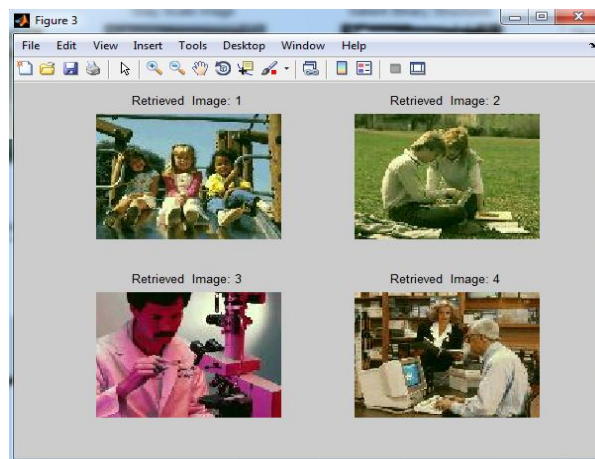 Figure 3
File Edit View Insert Tools Desktop Window Help
Retrieved Image: 1
Retrieved Image: 2
Retrieved Image: 3
Retrieved Image: 4